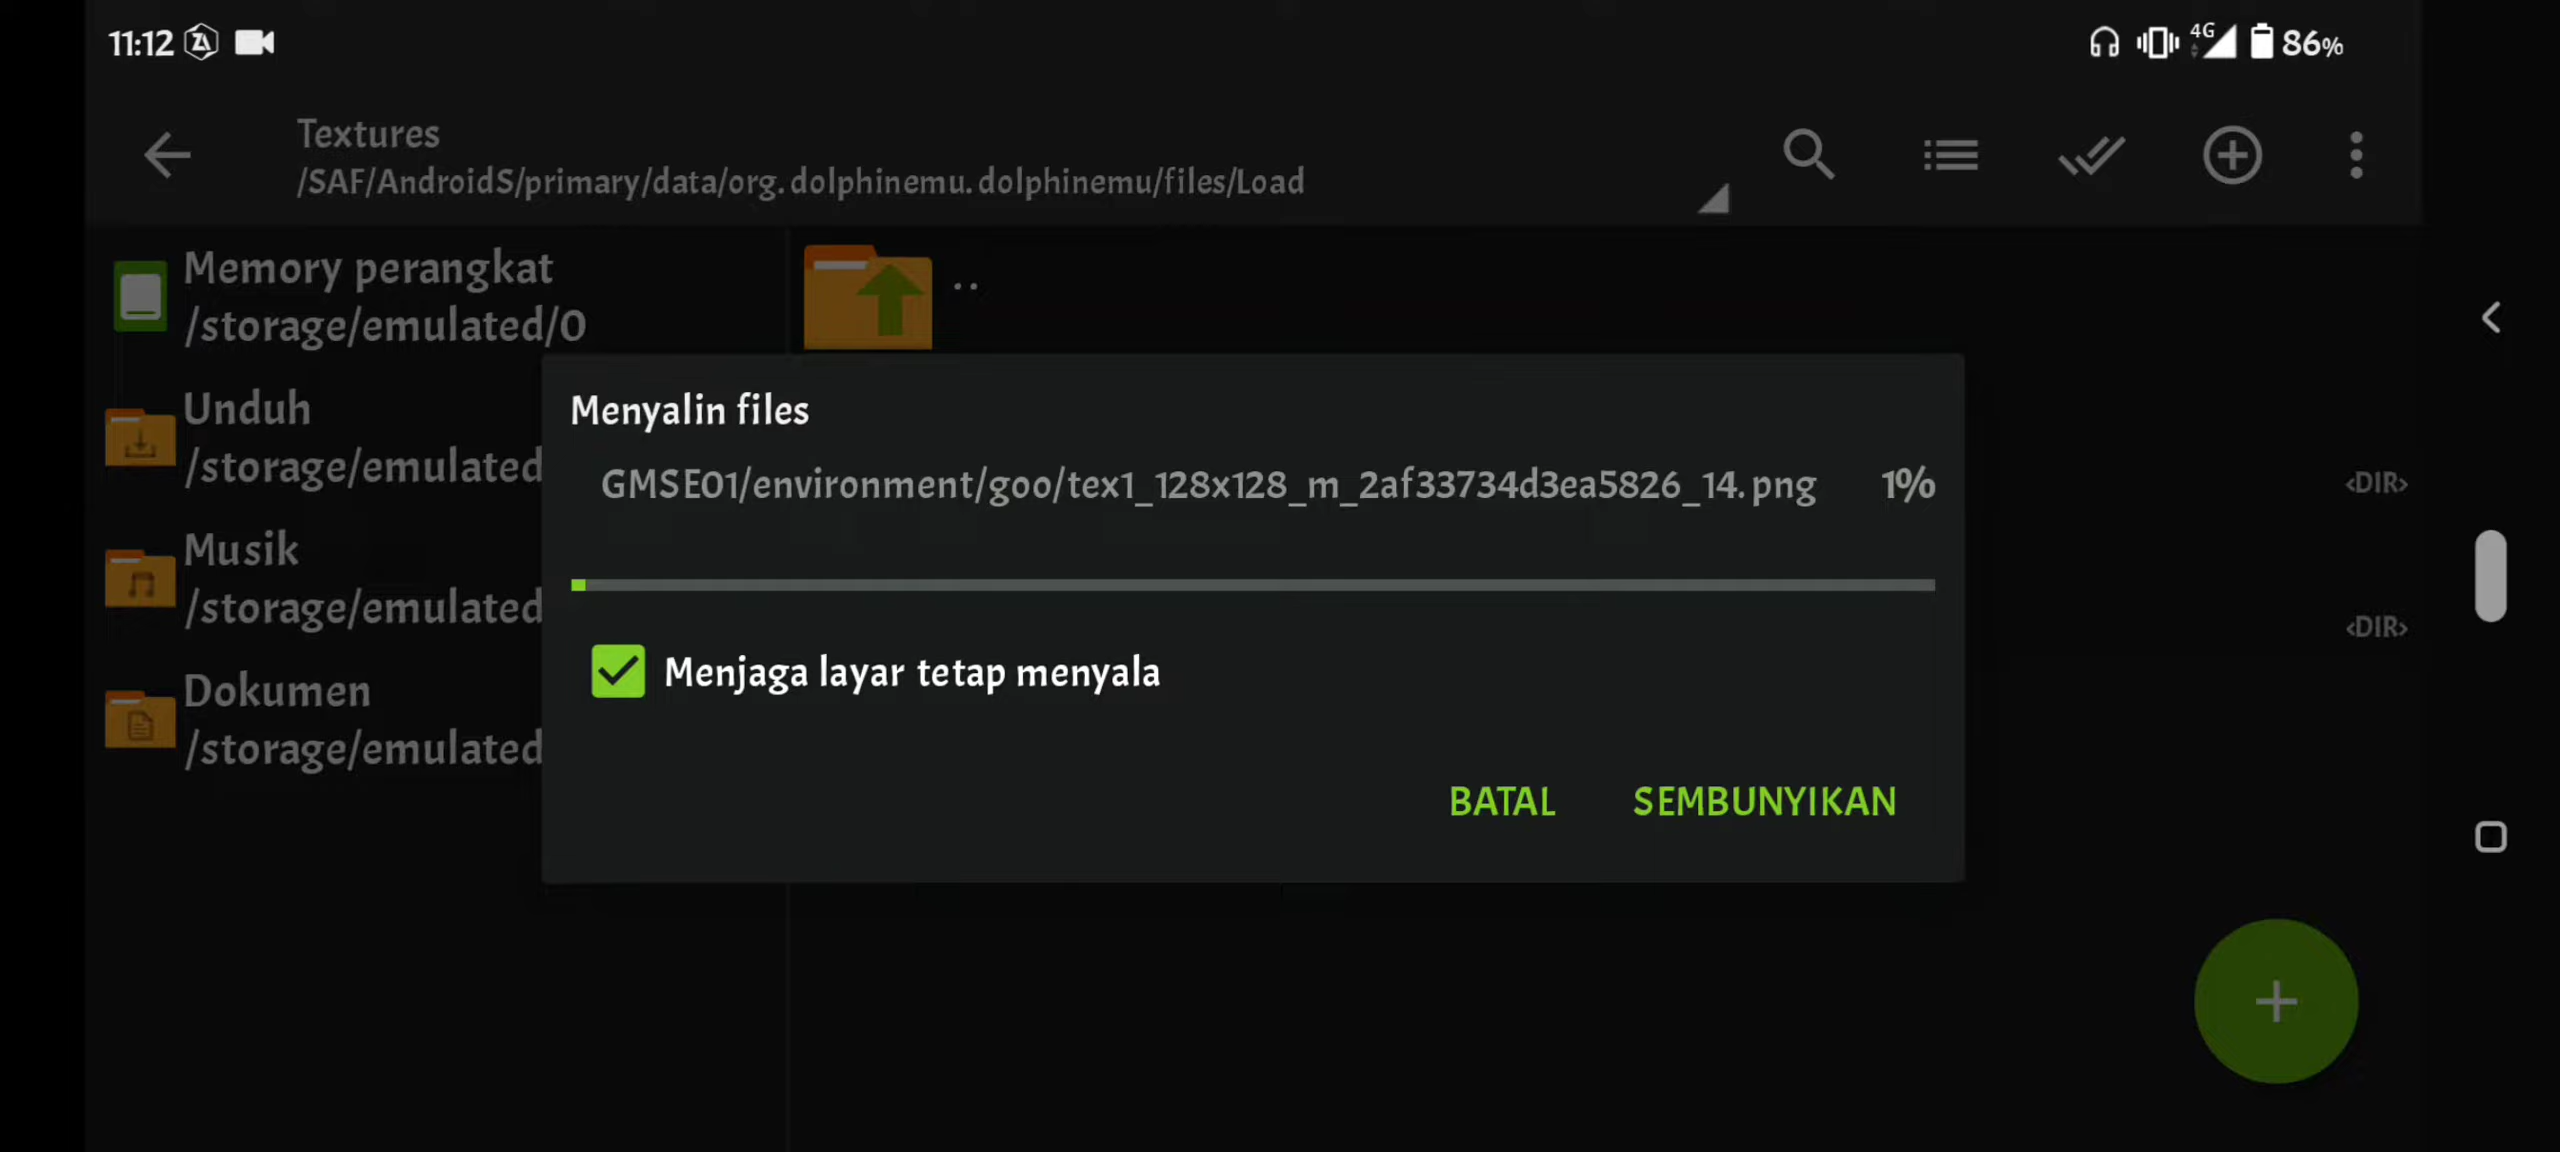 11:12
4G
86%
Textures
/SAF/AndroidS/primary/data/org.dolphinemu.dolphinemu/files/Load
Memory perangkat
/storage/emulated/0
..
Unduh
/storage/emulated
<DIR>
Musik
/storage/emulated
<DIR>
Dokumen
/storage/emulated
Menyalin files
GMSE01/environment/goo/tex1_128x128_m_2af33734d3ea5826_14.png 1%
Menjaga layar tetap menyala
BATAL SEMBUNYIKAN